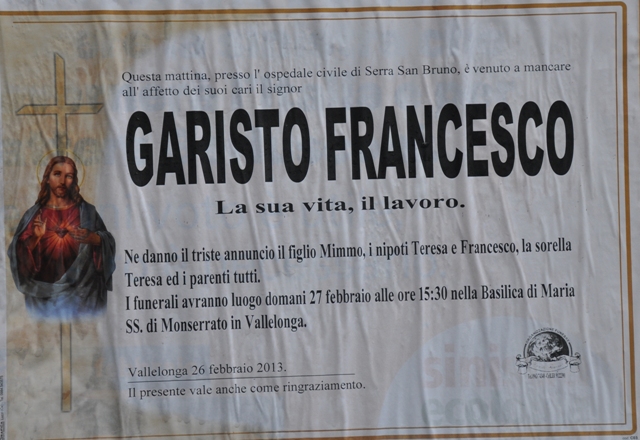 Questa mattina, presso l' ospedale civile di Serra San Bruno, è venuto a mancare
all' affetto dei suoi cari il signor
GARISTO FRANCESCO
La sua vita, il lavoro.
Ne danno il triste annuncio il figlio Mimmo, i nipoti Teresa e Francesco, la sorella
Teresa ed i parenti tutti.
I funerali avranno luogo domani 27 febbraio alle ore 15:30 nella Basilica di Maria
SS. di Monserrato in Vallelonga.
Vallelonga 26 febbraio 2013.
Il presente vale anche come ringraziamento.